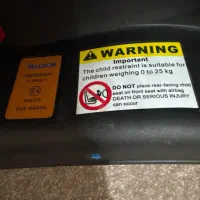 WARNING
Important
The child restraint is suitable for
children weighing 0 to 25 kg
DO NOT place rear-facing child
seat on front seat with airbag
DEATH OR SERIOUS INJURY
can occur
UNIVERSAL